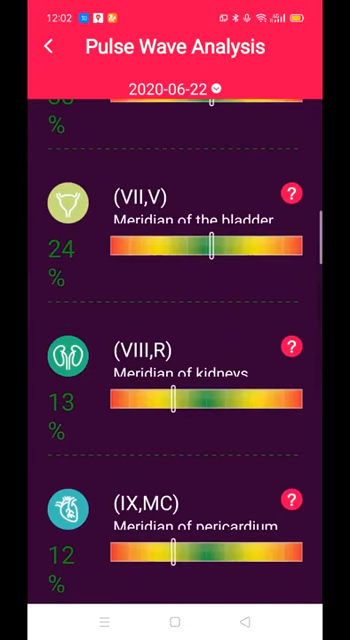 12:02
Pulse Wave Analysis
2020-06-22
%
(VII,V)
?
Meridian of the bladder
24
%
(VIII,R)
?
Meridian of kidneys
13
%
(IX,MC)
?
Meridian of pericardium
12
%